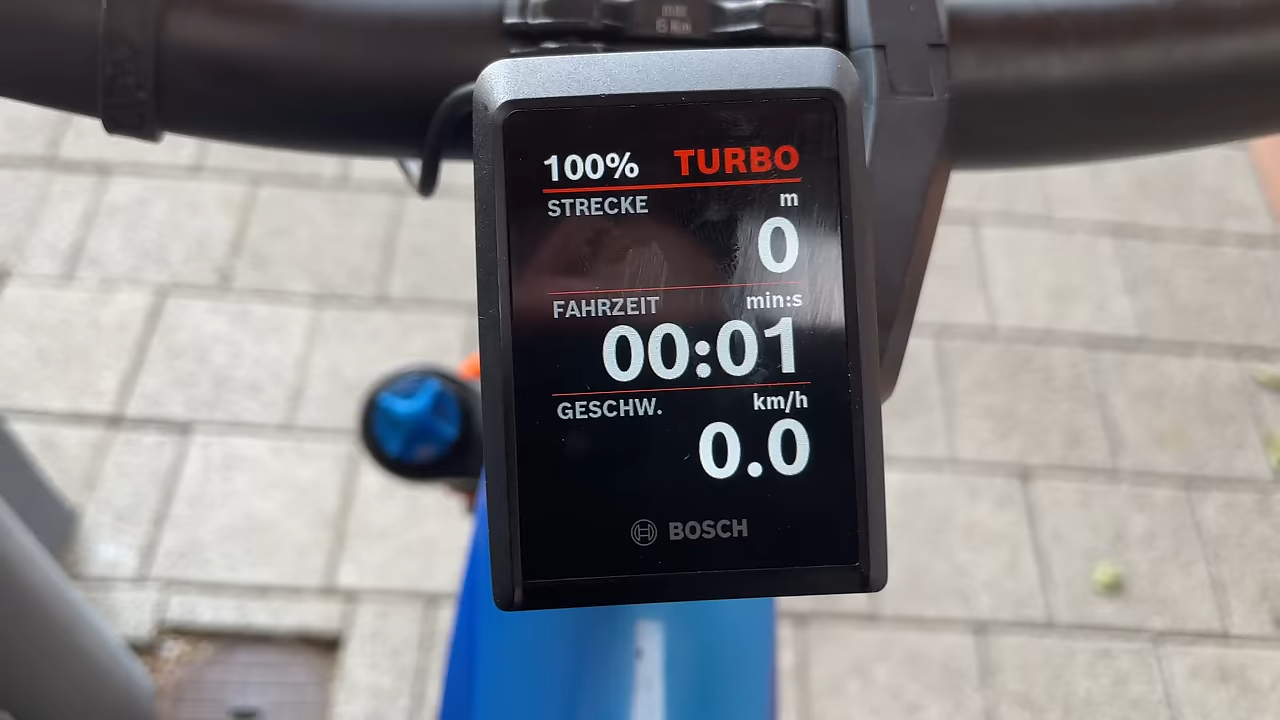 100% TURBO
STRECKE m
0
FAHRZEIT min:s
00:01
GESCHW. km/h
0.0
BOSCH